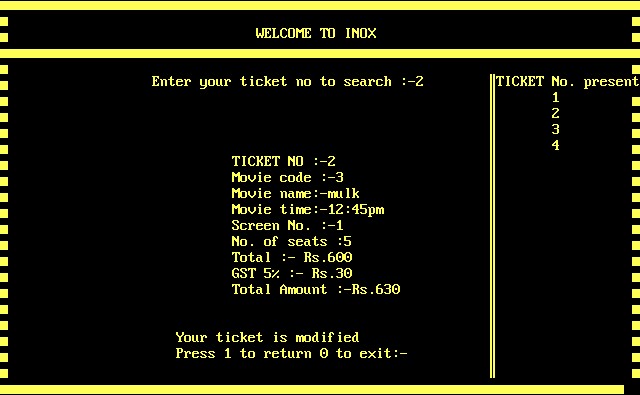 WELCOME TO INOX
Enter your ticket no to search :-2
TICKET No. present
1
2
3
4
TICKET NO :-2
Movie code :-3
Movie name:-mulk
Movie time:-12:45pm
Screen No. :-1
No. of seats :5
Total :- Rs.600
GST 5% :- Rs.30
Total Amount :-Rs.630
Your ticket is modified
Press 1 to return 0 to exit:-